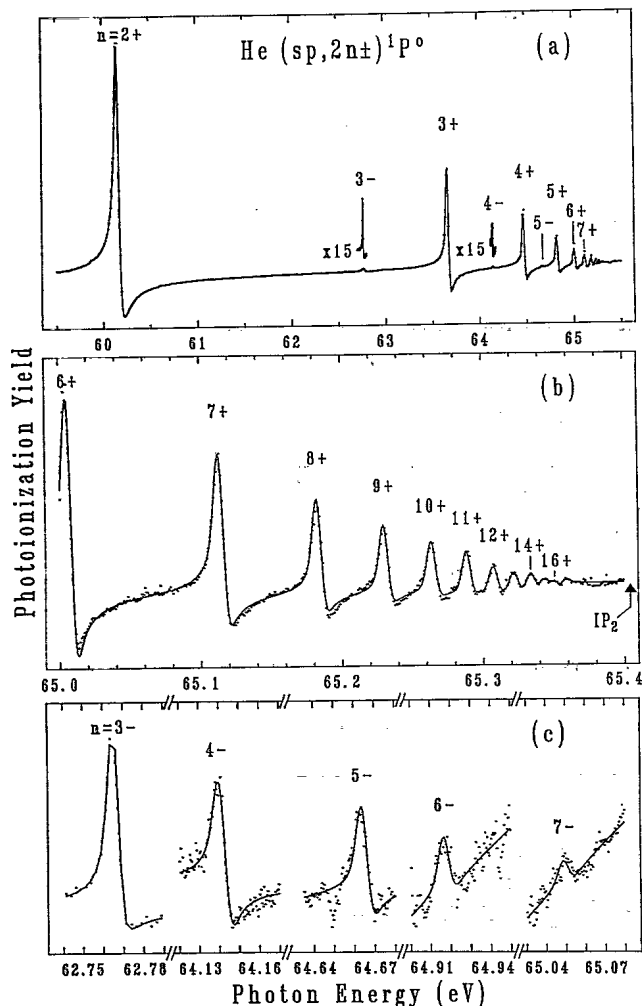 n=2+
He (sp,2n±)¹Pº
(a)
3+
3-
4+
4-
5+
5-
6+
7+
x15
x15
60 61 62 63 64 65
(b)
6+
7+
8+
9+
10+
11+
12+
14+
16+
IP₂
65.0 65.1 65.2 65.3 65.4
Photoionization Yield
(c)
n=3-
4-
5-
6-
7-
62.75 62.78 64.13 64.16 64.64 64.67 64.91 64.94 65.04 65.07
Photon Energy (eV)